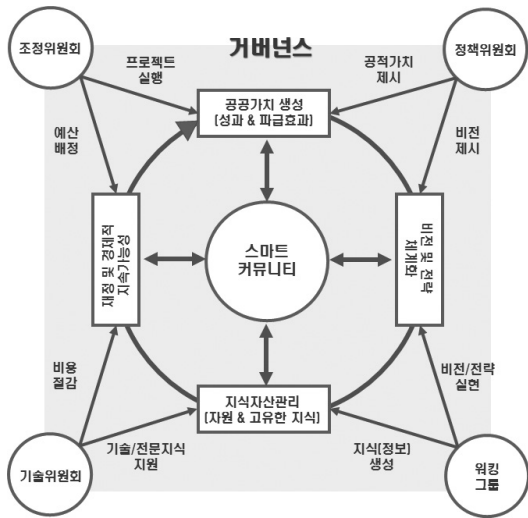 거버넌스
조정위원회
정책위원회
프로젝트
실행
공적가치
제시
공공가치 생성
(성과 & 파급효과)
예산
배정
비전
제시
재정 및 경제적
지속가능성
스마트
커뮤니티
비전 및 전략
체계화
비용
절감
비전/전략
실현
지식자산관리
(자원 & 고유한 지식)
기술/전문지식
지원
지식(정보)
생성
기술위원회
워킹
그룹